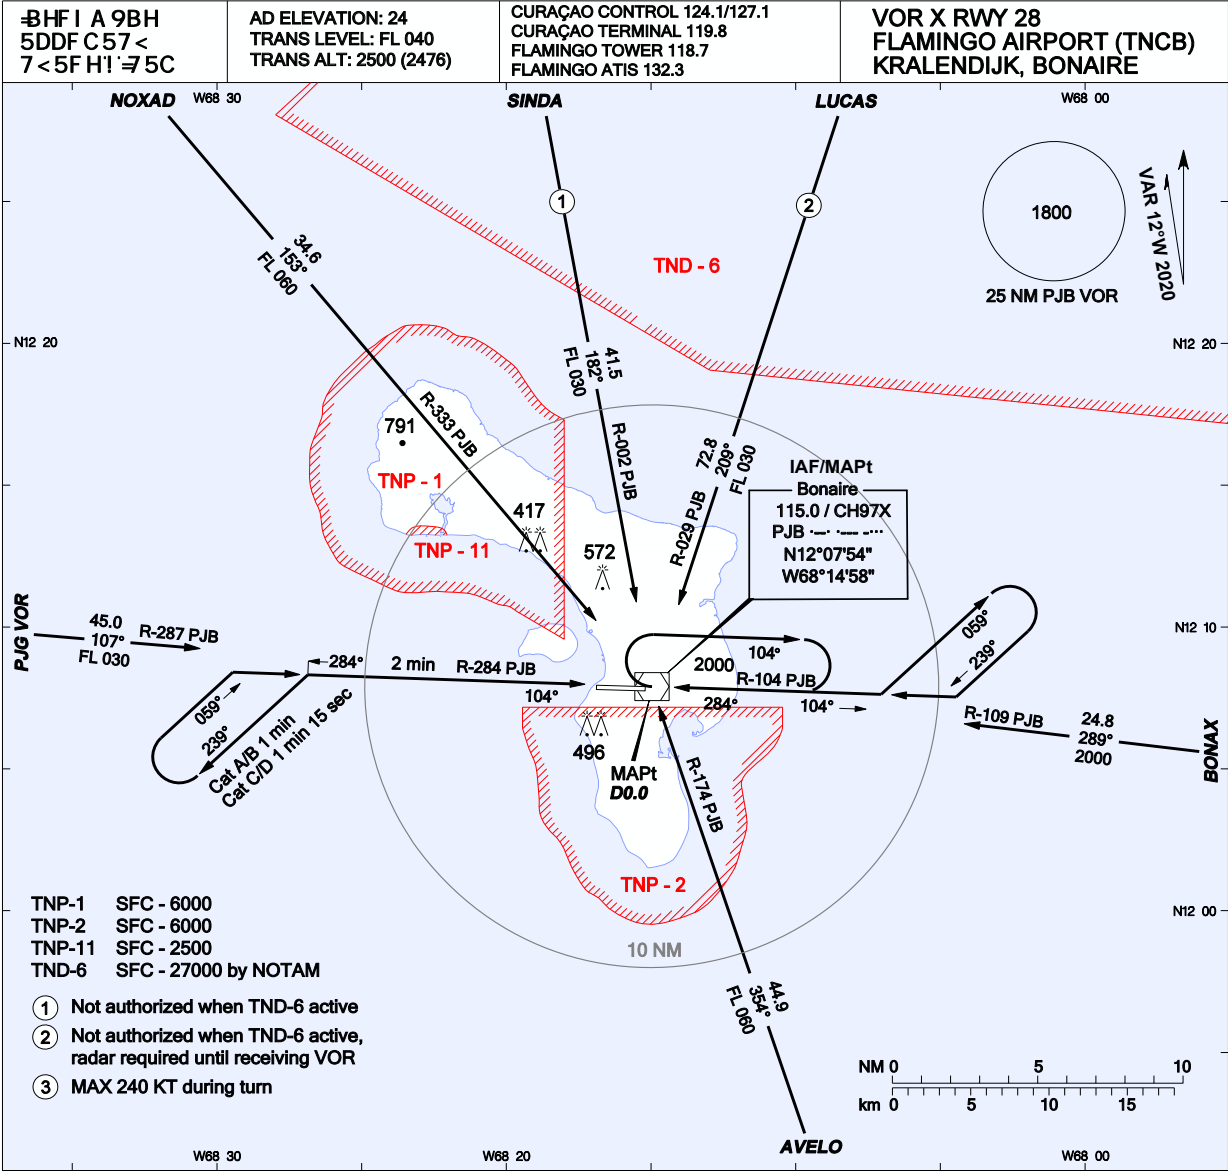 =BHFI A 9BH
5DDF C57<
7<5F H! =75C
AD ELEVATION: 24
TRANS LEVEL: FL 040
TRANS ALT: 2500 (2476)
CURAÇAO CONTROL 124.1/127.1
CURAÇAO TERMINAL 119.8
FLAMINGO TOWER 118.7
FLAMINGO ATIS 132.3
VOR X RWY 28
FLAMINGO AIRPORT (TNCB)
KRALENDIJK, BONAIRE
NOXAD
W68 30
SINDA
LUCAS
W68 00
1
2
1800
VAR 12°W 2020
25 NM PJB VOR
TND - 6
34.6
153°
FL 060
N12 20
N12 20
41.5
182°
FL 030
R-333 PJB
791
R-002 PJB
72.8
209°
FL 030
TNP - 1
417
TNP - 11
572
R-029 PJB
IAF/MAPt
Bonaire
115.0 / CH97X
PJB
N12°07'54"
W68°14'58"
PJG VOR
45.0
107°
FL 030
R-287 PJB
N12 10
059°
239°
284°
2 min
R-284 PJB
104°
2000
104°
R-104 PJB
284°
104°
059°
239°
Cat A/B 1 min
Cat C/D 1 min 15 sec
R-109 PJB
24.8
289°
2000
BONAX
496
MAPt
D0.0
R-174 PJB
TNP - 2
10 NM
N12 00
TNP-1 SFC - 6000
TNP-2 SFC - 6000
TNP-11 SFC - 2500
TND-6 SFC - 27000 by NOTAM
1 Not authorized when TND-6 active
2 Not authorized when TND-6 active,
radar required until receiving VOR
3 MAX 240 KT during turn
44.9
354°
FL 060
AVELO
NM 0 5 10
km 0 5 10 15
W68 30
W68 20
W68 00